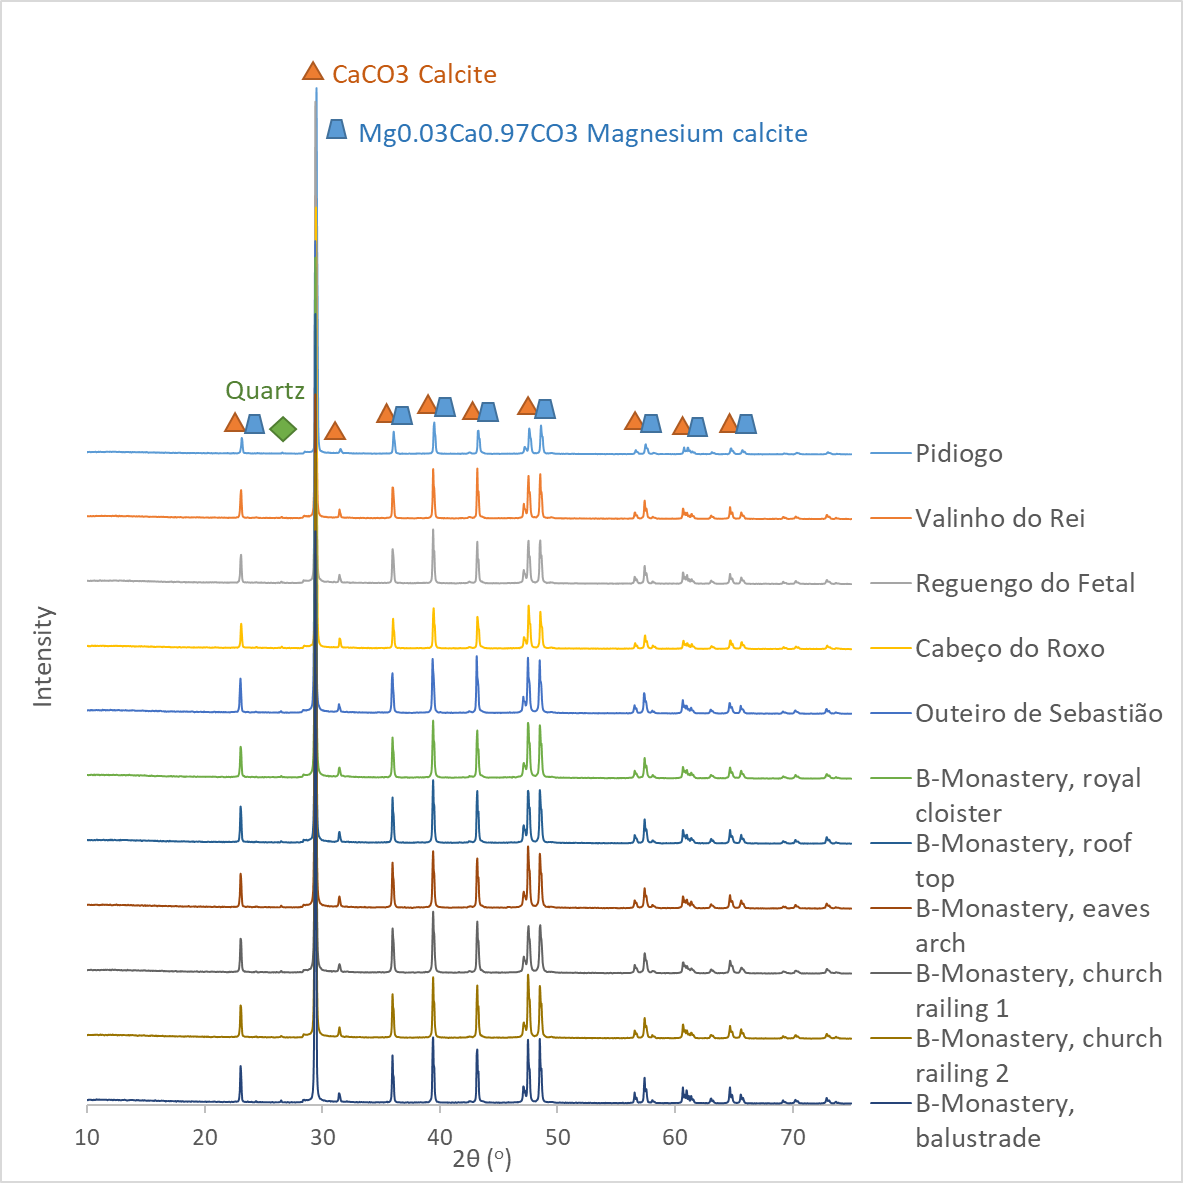 CaCO3 Calcite
Mg0.03Ca0.97CO3 Magnesium calcite
Quartz
Pidiogo
Valinho do Rei
Reguengo do Fetal
Cabeço do Roxo
Outeiro de Sebastião
B-Monastery, royal
cloister
B-Monastery, roof
top
B-Monastery, eaves
arch
B-Monastery, church
railing 1
B-Monastery, church
railing 2
B-Monastery,
balustrade
Intensity
10 20 30 40 50 60 70
2θ (°)